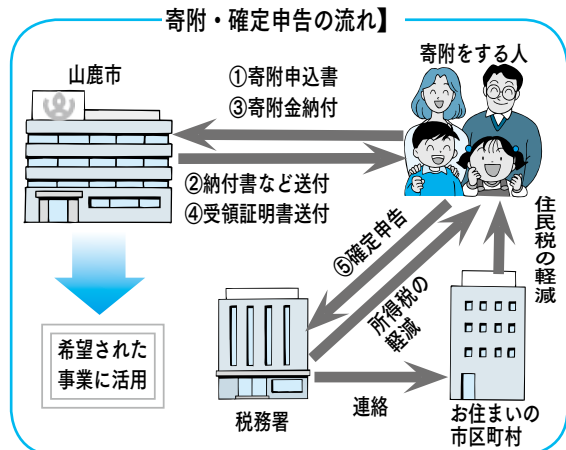 寄附・確定申告の流れ】
山鹿市
寄附をする人
①寄附申込書
③寄附金納付
②納付書など送付
④受領証明書送付
⑤確定申告
所得税の
軽減
住民税の軽減
希望された
事業に活用
税務署
連絡
お住まいの
市区町村